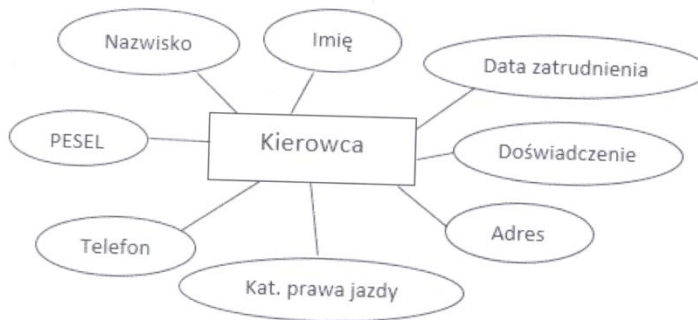 Nazwisko
Imię
Data zatrudnienia
PESEL
Kierowca
Doświadczenie
Telefon
Adres
Kat. prawa jazdy